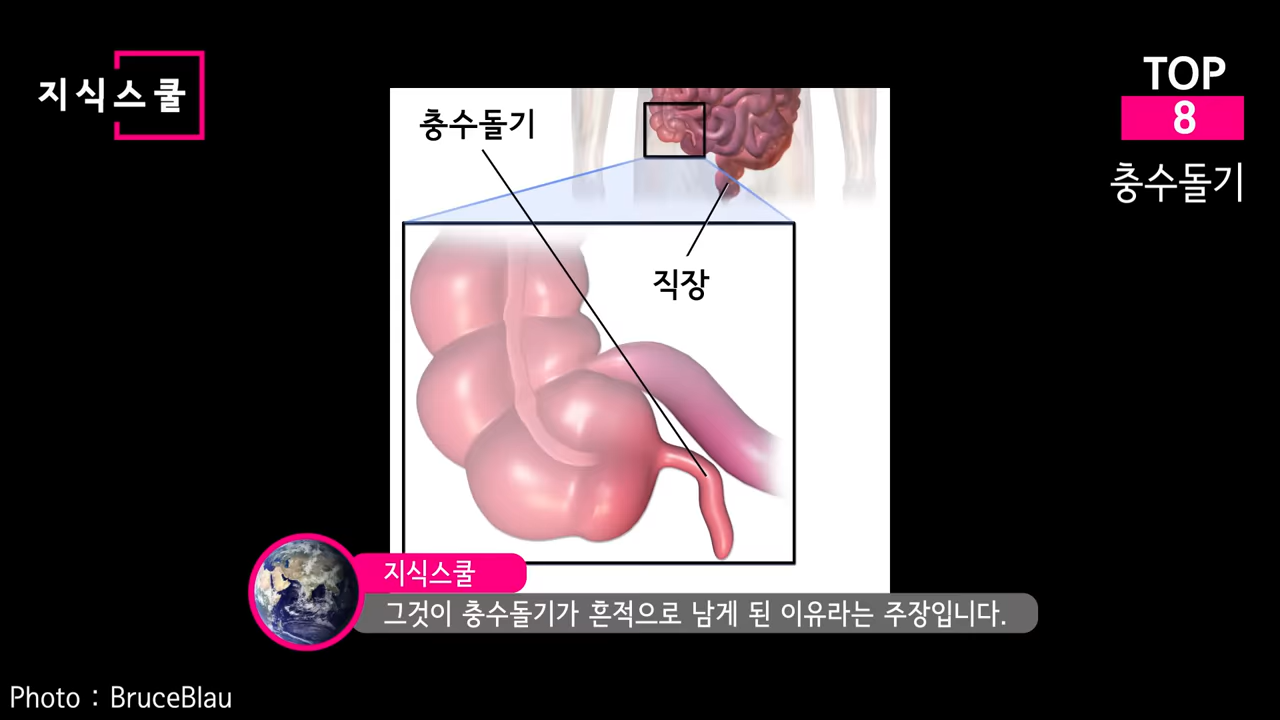 지식스쿨
TOP
8
충수돌기
충수돌기
직장
지식스쿨
그것이 충수돌기가 흔적으로 남게 된 이유라는 주장입니다.
Photo : BruceBlau